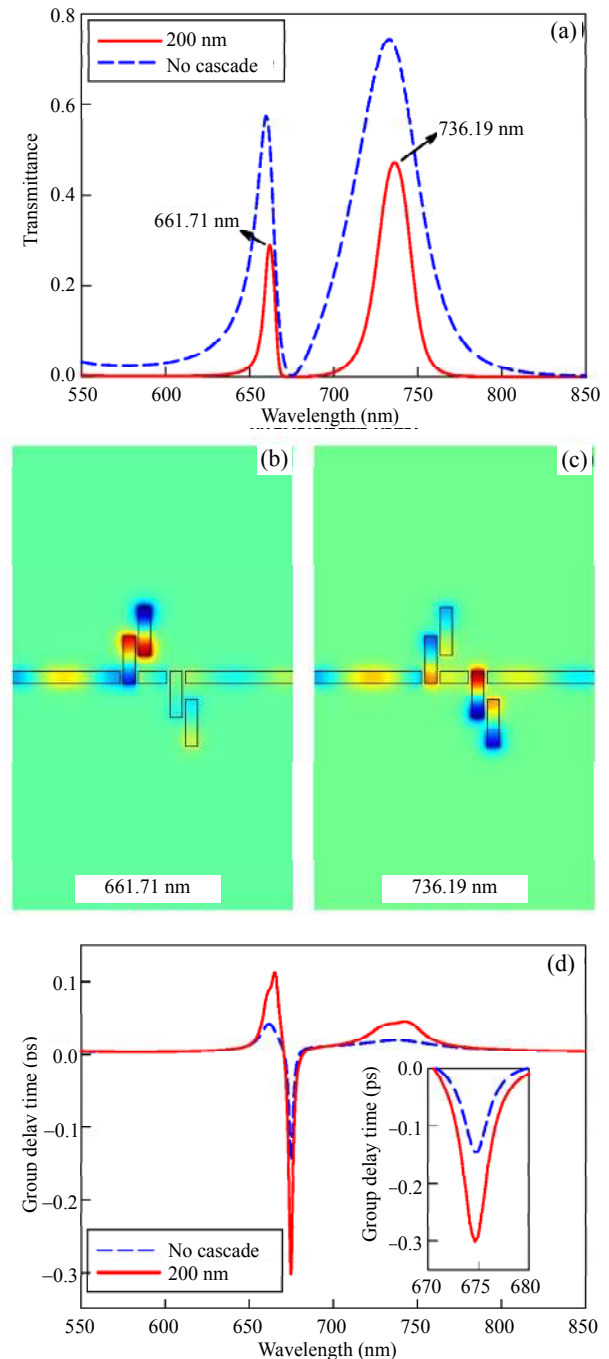 (a)
0.8
0.6
0.4
0.2
0.0
Transmittance
200 nm
No cascade
736.19 nm
661.71 nm
550 600 650 700 750 800 850
Wavelength (nm)
(b)
661.71 nm
(c)
736.19 nm
(d)
0.1
0.0
−0.1
−0.2
−0.3
Group delay time (ps)
No cascade
200 nm
0.0
−0.1
−0.2
−0.3
Group delay time (ps)
670 675 680
550 600 650 700 750 800 850
Wavelength (nm)